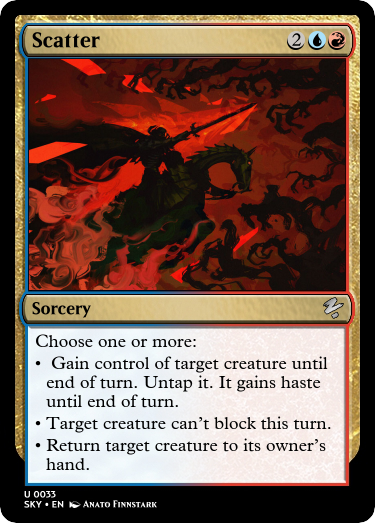 Scatter 2
Sorcery
Choose one or more:
• Gain control of target creature until
end of turn. Untap it. It gains haste
until end of turn.
• Target creature can't block this turn.
• Return target creature to its owner's
hand.
U 0033
SKY • EN Anato Finnstark